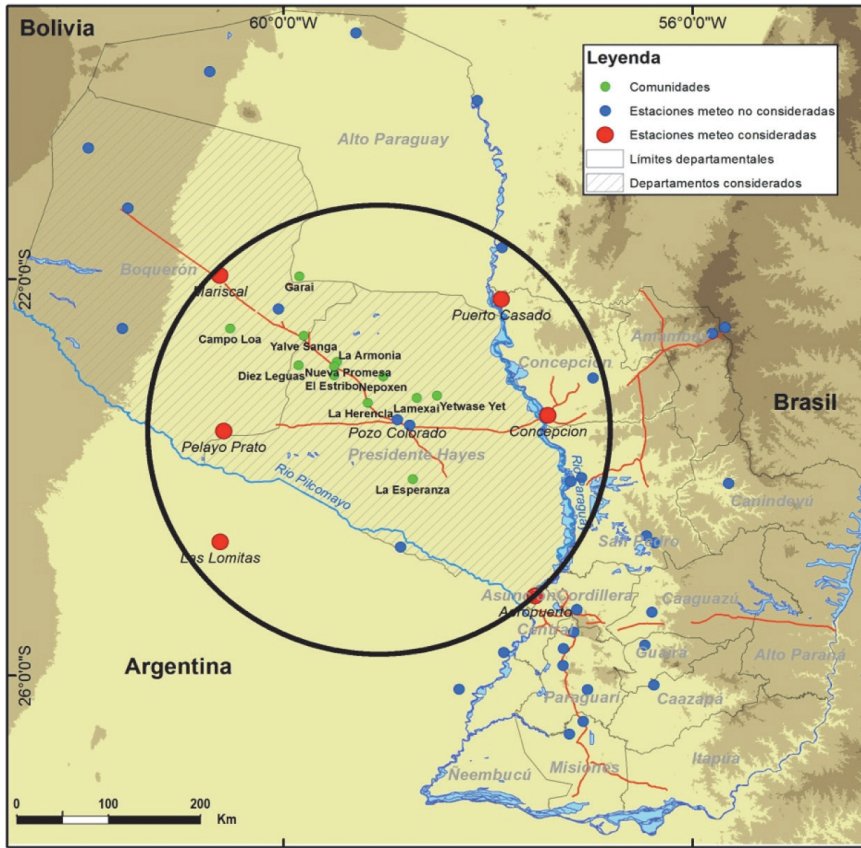 60°0'0"W
56°0'0"W
Bolivia
Leyenda
Comunidades
Estaciones meteo no consideradas
Estaciones meteo consideradas
Límites departamentales
Departamentos considerados
Alto Paraguay
22°0'0"S
Boquerón
Mariscal
Garai
Puerto Casado
Campo Loa
Yalve Sanga
La Armonia
Concepción
Amambay
Diez Leguas
Nueva Promesa
El Estribo
Nepoxen
La Herencia
Lamexai
Yetwase Yet
Brasil
Pelayo Prato
Pozo Colorado
Concepcion
Presidente Hayes
Rio Pilcomayo
La Esperanza
Rio Paraguay
Canindeyú
San Pedro
Las Lomitas
Asunción
Cordillera
Aeropuerto
Caaguazú
Central
Guairá
Alto Paraná
Argentina
26°0'0"S
Paraguarí
Caazapá
Ñeembucú
Misiones
Itapúa
0 50 100 200
Km